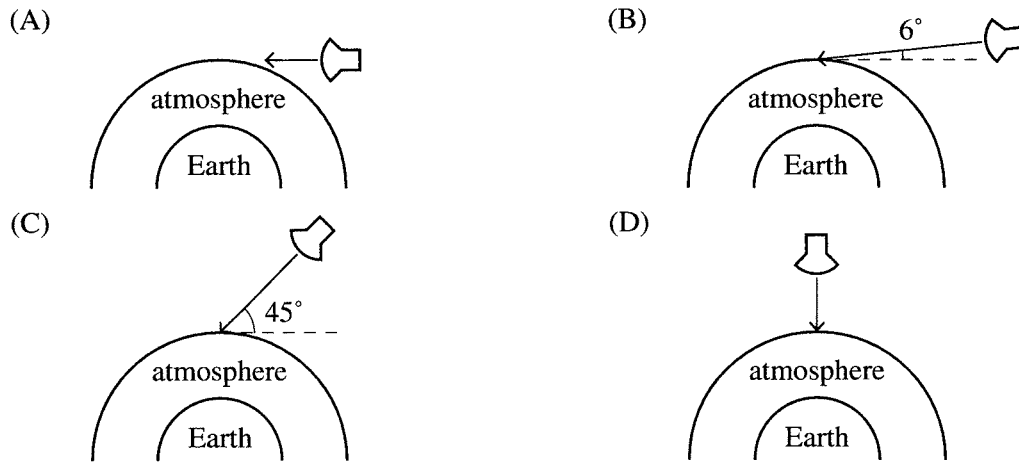 (A)
atmosphere
Earth
(B)
6°
atmosphere
Earth
(C)
45°
atmosphere
Earth
(D)
atmosphere
Earth